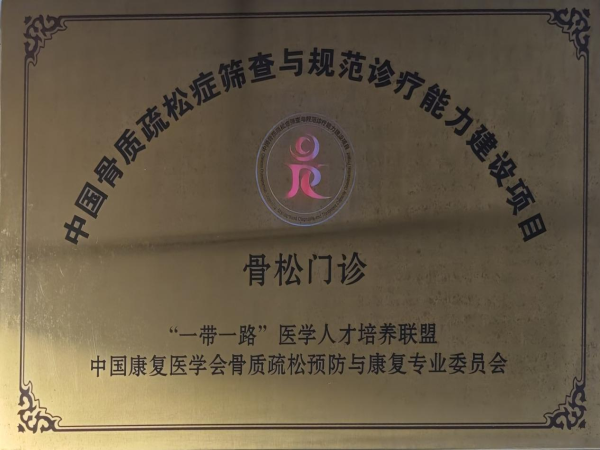 中国骨质疏松症筛查与规范诊疗能力建设项目
骨松门诊
“一带一路”医学人才培养联盟
中国康复医学会骨质疏松预防与康复专业委员会